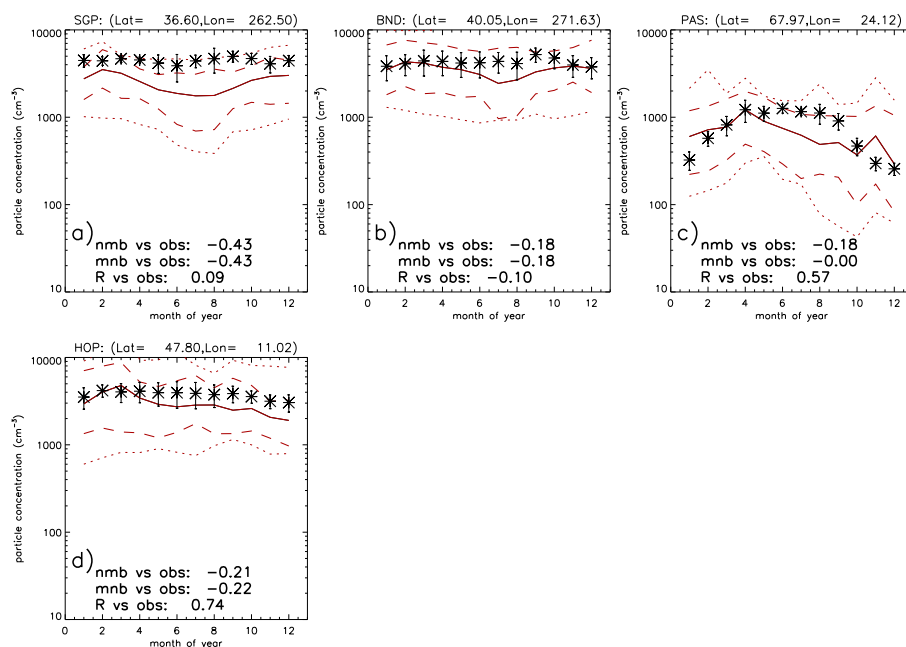 SGP: (Lat= 36.60,Lon= 262.50)
10000
1000
100
10
particle concentration (cm⁻³)
a)
nmb vs obs: −0.43
mnb vs obs: −0.43
R vs obs: 0.09
0 2 4 6 8 10 12
month of year
BND: (Lat= 40.05,Lon= 271.63)
10000
1000
100
10
particle concentration (cm⁻³)
b)
nmb vs obs: −0.18
mnb vs obs: −0.18
R vs obs: −0.10
0 2 4 6 8 10 12
month of year
PAS: (Lat= 67.97,Lon= 24.12)
10000
1000
100
10
particle concentration (cm⁻³)
c)
nmb vs obs: −0.18
mnb vs obs: −0.00
R vs obs: 0.57
0 2 4 6 8 10 12
month of year
HOP: (Lat= 47.80,Lon= 11.02)
10000
1000
100
10
particle concentration (cm⁻³)
d)
nmb vs obs: −0.21
mnb vs obs: −0.22
R vs obs: 0.74
0 2 4 6 8 10 12
month of year